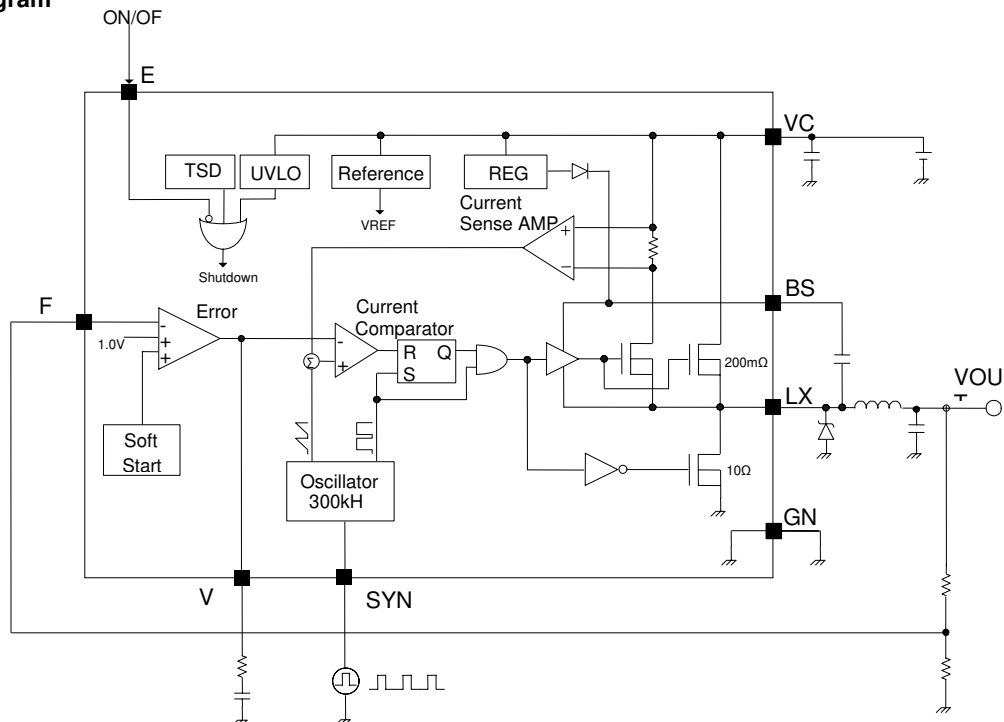 gram
ON/OF
E
VC
TSD
UVLO
Reference
REG
VREF
Current
Sense AMP
+
−
Shutdown
BS
F
Error
Current
Comparator
-
1.0V
+
+
-
+
Σ
R
Q
S
200mΩ
LX
VOU
T
Soft
Start
Oscillator
300kH
10Ω
GN
V
SYN